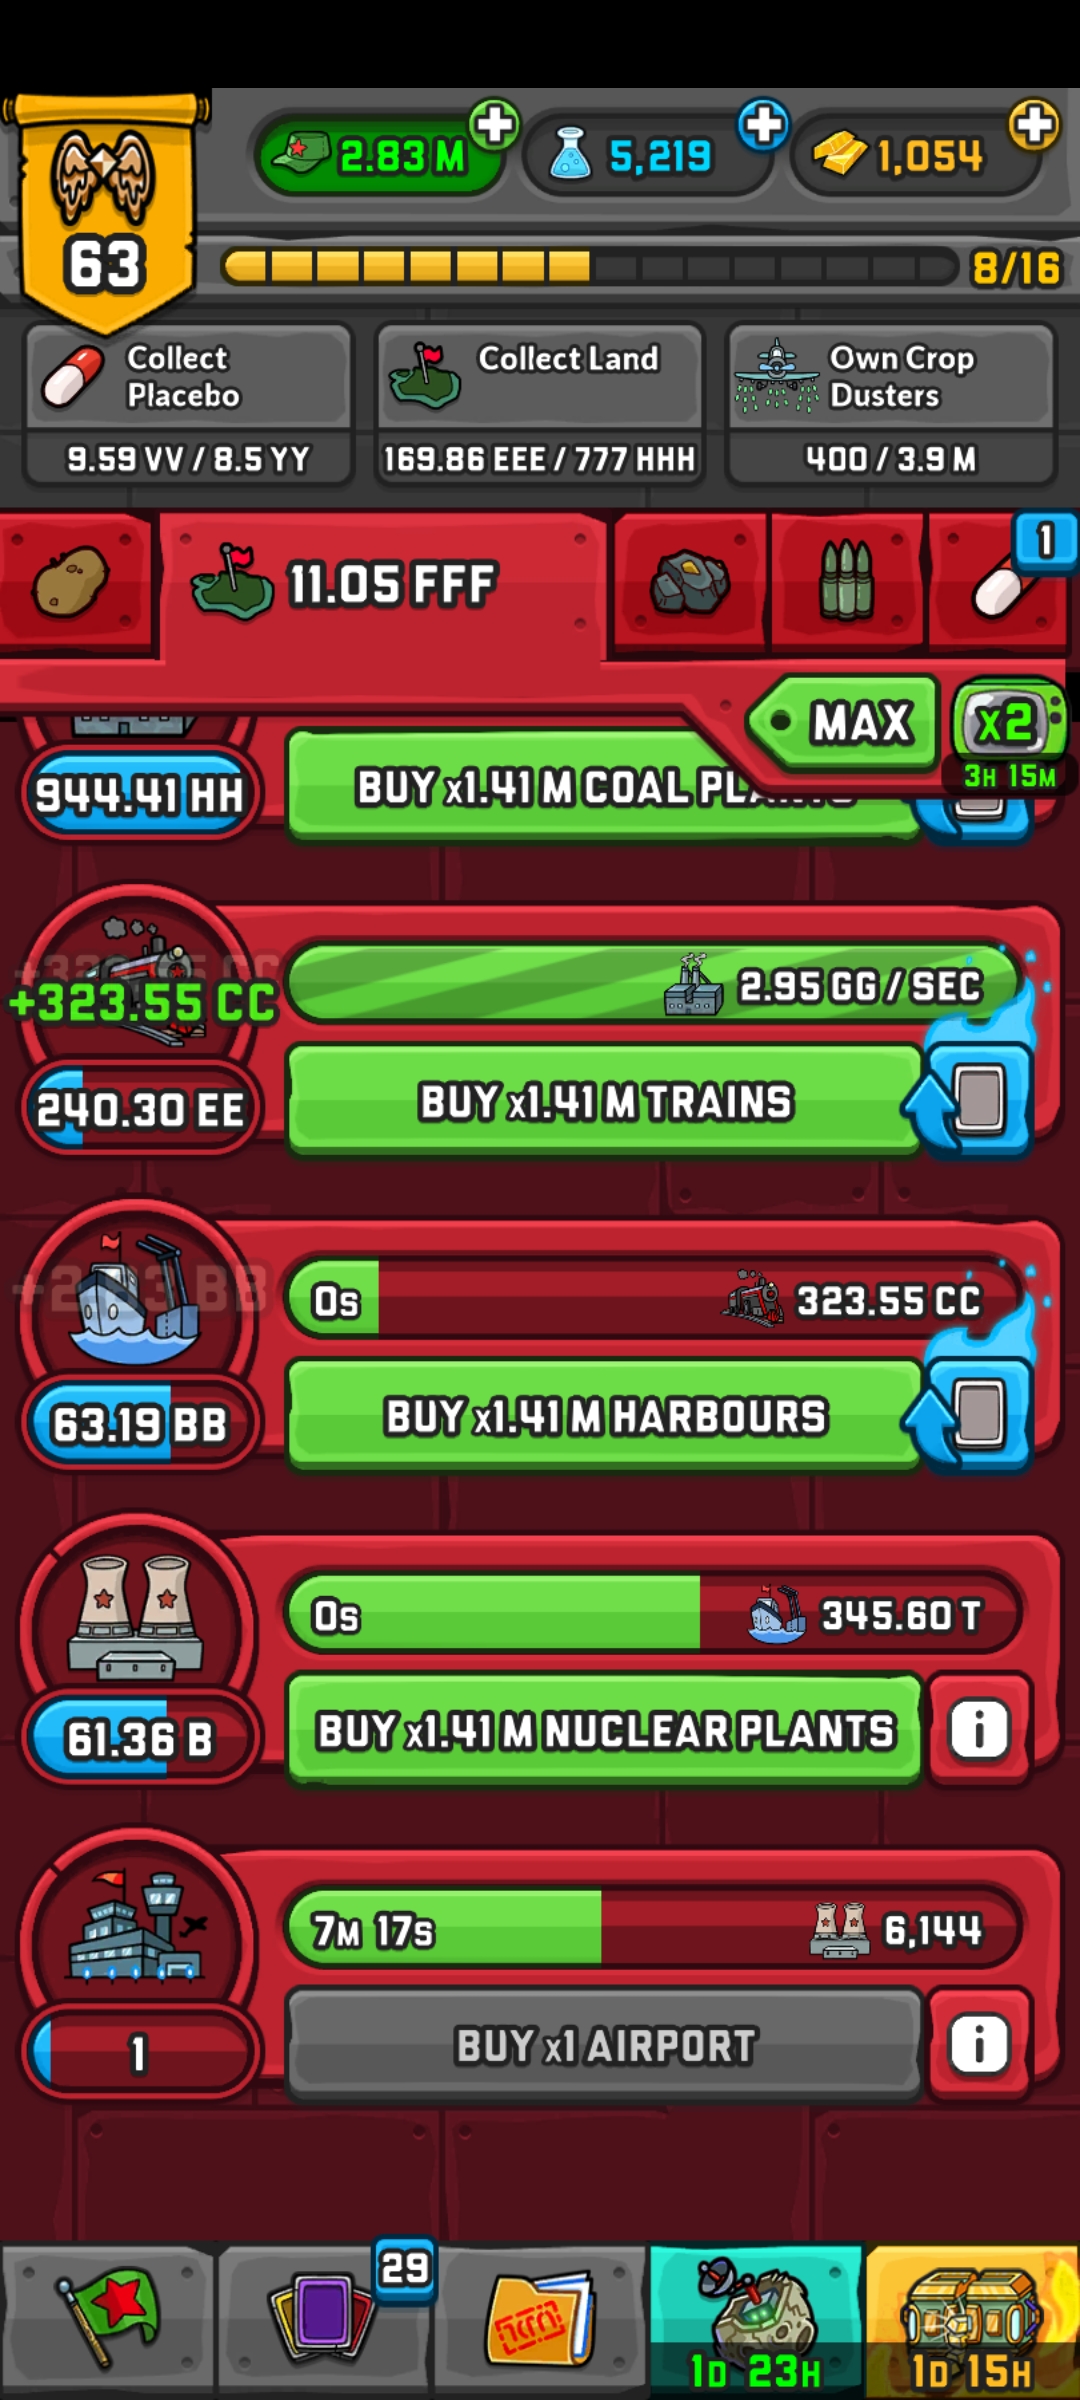 2.83 M
5,219
1,054
63
8/16
Collect
Placebo
9.59 VV / 8.5 YY
Collect Land
169.86 EEE / 777 HHH
Own Crop
Dusters
400 / 3.9 M
11.05 FFF
1
MAX
x2
3H 15M
944.41 HH
BUY x1.41 M COAL PLANTS
+323.55 CC
2.95 GG / SEC
240.30 EE
BUY x1.41 M TRAINS
0s
323.55 CC
63.19 BB
BUY x1.41 M HARBOURS
0s
345.60 T
61.36 B
BUY x1.41 M NUCLEAR PLANTS
7M 17s
6,144
1
BUY x1 AIRPORT
29
1D 23H
1D 15H